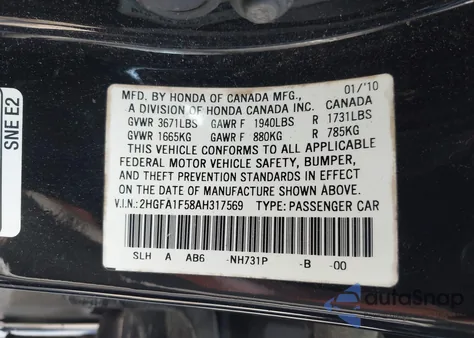 SNE E2
MFD. BY HONDA OF CANADA MFG., 01/'10
A DIVISION OF HONDA CANADA INC. CANADA
GVWR 3671LBS GAWR F 1940LBS R 1731LBS
GVWR 1665KG GAWR F 880KG R 785KG
THIS VEHICLE CONFORMS TO ALL APPLICABLE
FEDERAL MOTOR VEHICLE SAFETY, BUMPER,
AND THEFT PREVENTION STANDARDS IN EFFECT
ON THE DATE OF MANUFACTURE SHOWN ABOVE.
V.I.N.:2HGFA1F58AH317569 TYPE: PASSENGER CAR
SLH A AB6 -NH731P -B -00
autoSnap